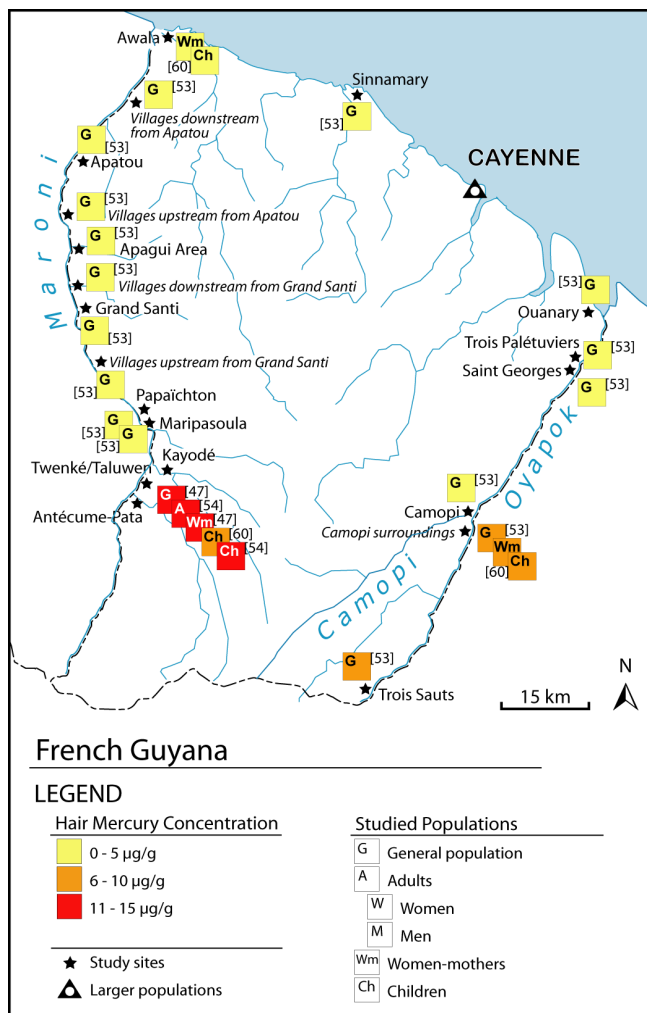 Awala
Wm
Ch
[60]
G
[53]
Villages downstream
from Apatou
Sinnamary
G
[53]
CAYENNE
G
[53]
Apatou
G
[53]
Villages upstream from Apatou
G
[53]
Apagui Area
G
[53]
Villages downstream from Grand Santi
Grand Santi
G
[53]
Villages upstream from Grand Santi
G
[53]
Papaïchton
G
[53]
G
[53]
Maripasoula
Kayodé
Twenké/Taluwen
Antécume-Pata
G
[47]
A
[54]
Wm
[47]
Ch
[60]
Ch
[54]
Maroni
[53]
G
Ouanary
Trois Palétuviers
G
[53]
Saint Georges
G
[53]
Oyapok
G
[53]
Camopi
Camopi surroundings
G
[53]
Wm
Ch
[60]
Camopi
G
[53]
Trois Sauts
N
15 km
French Guyana
LEGEND
Hair Mercury Concentration
0 - 5 µg/g
6 - 10 µg/g
11 - 15 µg/g
Study sites
Larger populations
Studied Populations
G
General population
A
Adults
W
Women
M
Men
Wm
Women-mothers
Ch
Children